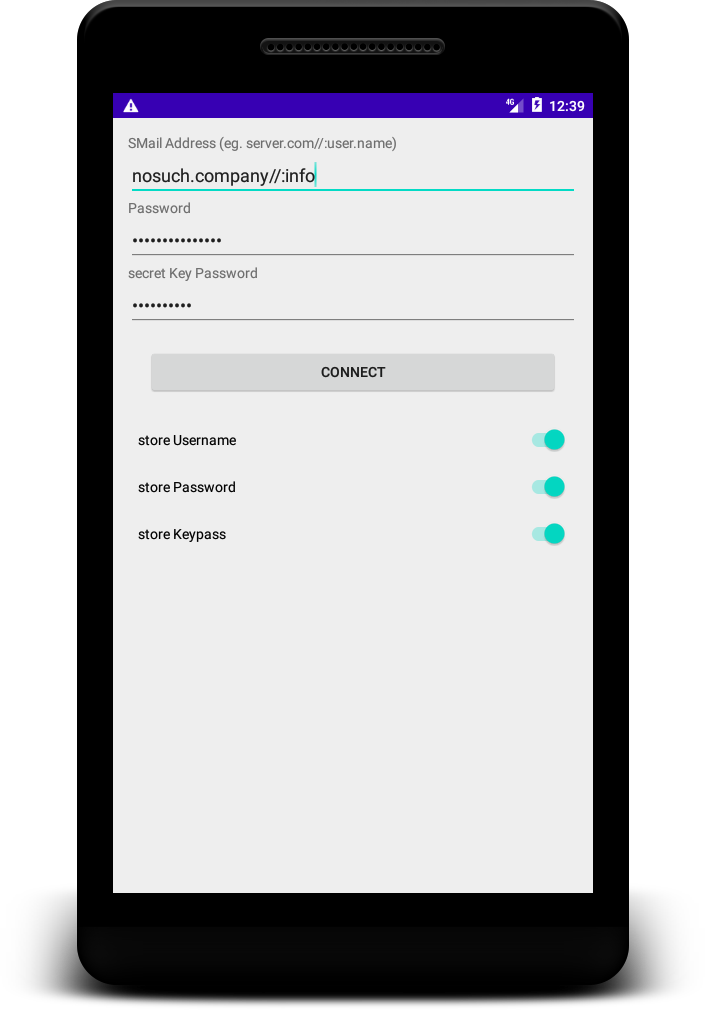 4G 12:39
SMail Address (eg. server.com//:user.name)
nosuch.company//:info
Password
•••••••••••••••
secret Key Password
••••••••••
CONNECT
store Username
store Password
store Keypass